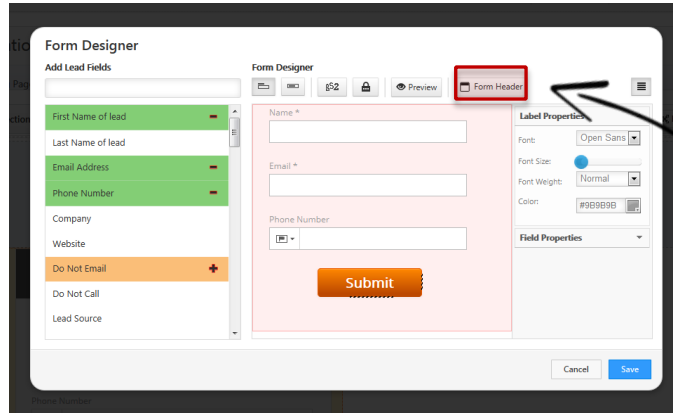 Form Designer
Add Lead Fields
Form Designer
Preview
Form Header
First Name of lead
Last Name of lead
Email Address
Phone Number
Company
Website
Do Not Email
Do Not Call
Lead Source
Name *
Email *
Phone Number
Submit
Label Properties
Font:
Open Sans
Font Size:
Font Weight:
Normal
Color:
#9B9B9B
Field Properties
Cancel
Save
Phone Number